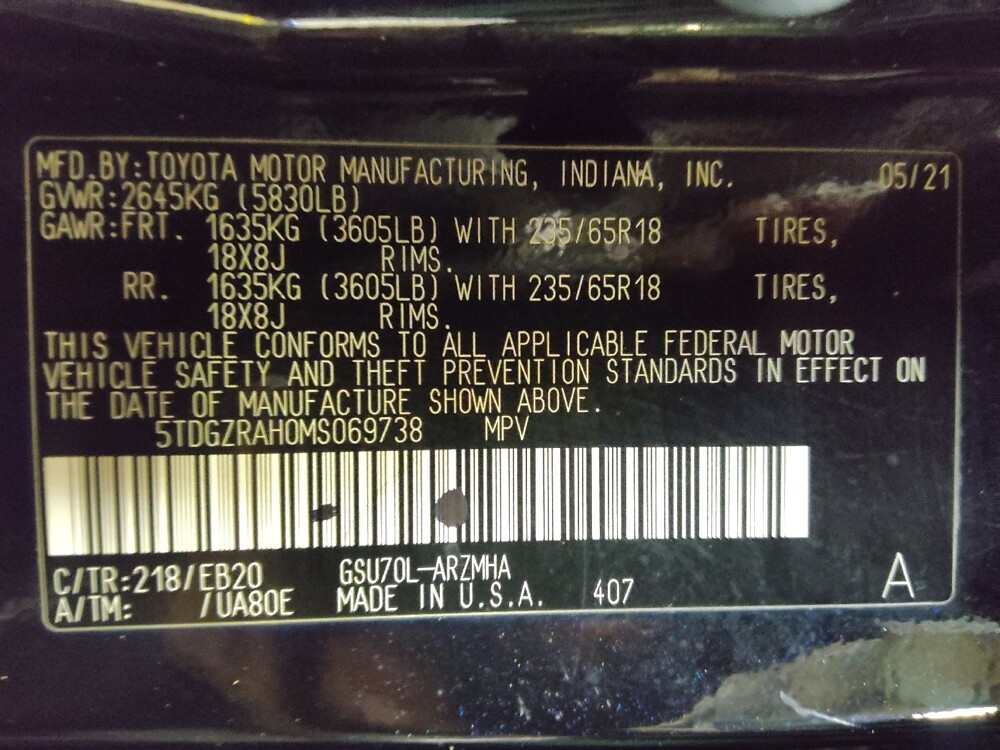 MFD.BY:TOYOTA MOTOR MANUFACTURING, INDIANA, INC. 05/21
GVWR:2645KG (5830LB)
GAWR:FRT. 1635KG (3605LB) WITH 235/65R18 TIRES,
18X8J RIMS.
RR. 1635KG (3605LB) WITH 235/65R18 TIRES,
18X8J RIMS.
THIS VEHICLE CONFORMS TO ALL APPLICABLE FEDERAL MOTOR
VEHICLE SAFETY AND THEFT PREVENTION STANDARDS IN EFFECT ON
THE DATE OF MANUFACTURE SHOWN ABOVE.
5TDGZRAH0MS069738 MPV
C/TR:218/EB20 GSU70L-ARZMHA
A/TM: /UA80E MADE IN U.S.A. 407 A